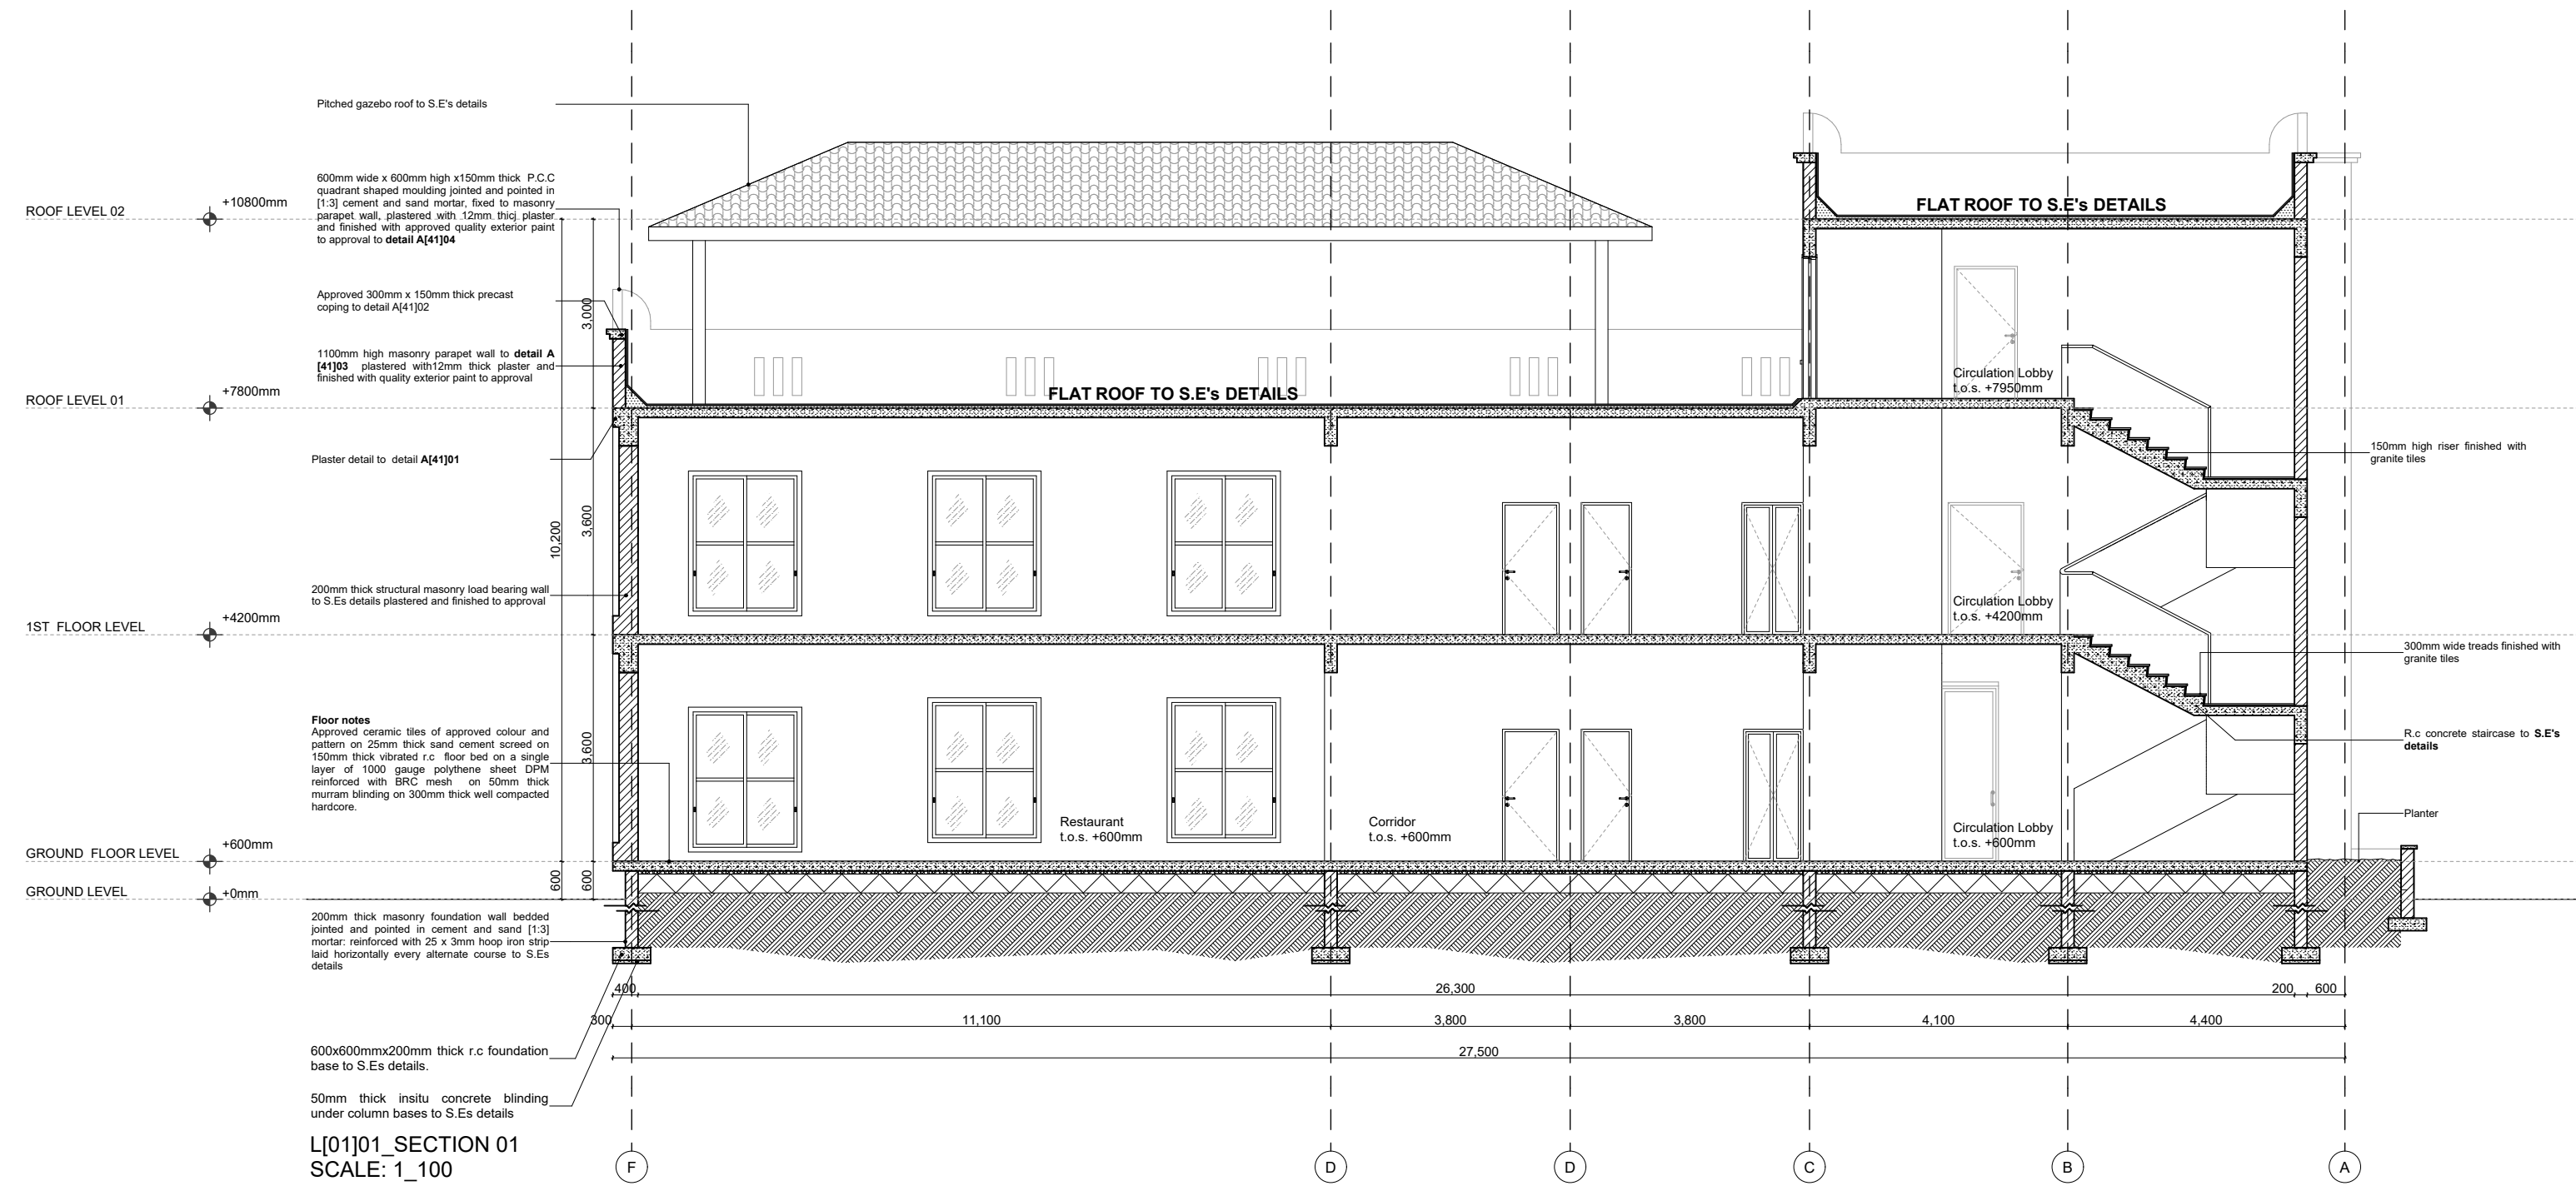 Pitched gazebo roof to S.E's details
600mm wide x 600mm high x150mm thick P.C.C
quadrant shaped moulding jointed and pointed in
[1:3] cement and sand mortar, fixed to masonry
parapet wall, plastered with 12mm thicj plaster
and finished with approved quality exterior paint
to approval to detail A[41]04
ROOF LEVEL 02
+10800mm
FLAT ROOF TO S.E's DETAILS
Approved 300mm x 150mm thick precast
coping to detail A[41]02
3,000
1100mm high masonry parapet wall to detail A
[41]03 plastered with12mm thick plaster and
finished with quality exterior paint to approval
ROOF LEVEL 01
+7800mm
FLAT ROOF TO S.E's DETAILS
Circulation Lobby
t.o.s. +7950mm
Plaster detail to detail A[41]01
150mm high riser finished with
granite tiles
10,200
3,600
200mm thick structural masonry load bearing wall
to S.Es details plastered and finished to approval
Circulation Lobby
t.o.s. +4200mm
1ST FLOOR LEVEL
+4200mm
300mm wide treads finished with
granite tiles
Floor notes
Approved ceramic tiles of approved colour and
pattern on 25mm thick sand cement screed on
150mm thick vibrated r.c floor bed on a single
layer of 1000 gauge polythene sheet DPM
reinforced with BRC mesh on 50mm thick
murram blinding on 300mm thick well compacted
hardcore.
3,600
R.c concrete staircase to S.E's
details
Planter
Restaurant
t.o.s. +600mm
Corridor
t.o.s. +600mm
Circulation Lobby
t.o.s. +600mm
GROUND FLOOR LEVEL
+600mm
600
600
GROUND LEVEL
+0mm
200mm thick masonry foundation wall bedded
jointed and pointed in cement and sand [1:3]
mortar: reinforced with 25 x 3mm hoop iron strip
laid horizontally every alternate course to S.Es
details
400
26,300
200
600
300
11,100
3,800
3,800
4,100
4,400
27,500
600x600mmx200mm thick r.c foundation
base to S.Es details.
50mm thick insitu concrete blinding
under column bases to S.Es details
L[01]01_SECTION 01
SCALE: 1_100
F
D
D
C
B
A